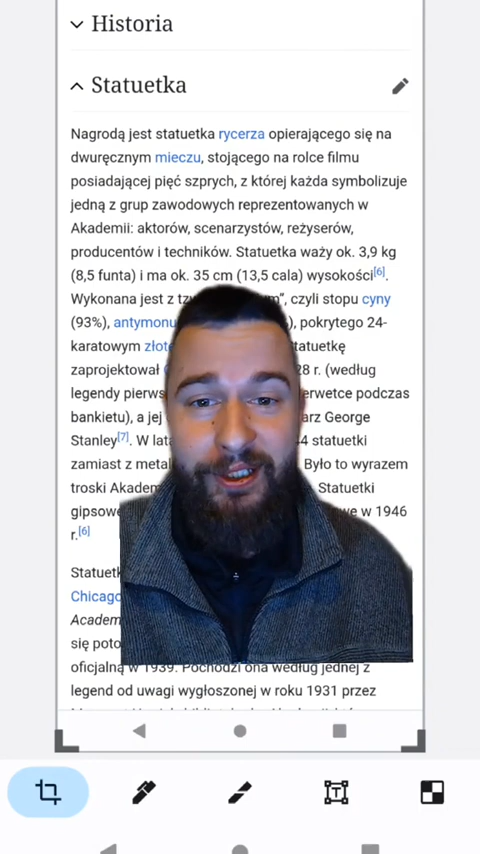 Historia
Statuetka
Nagrodą jest statuetka rycerza opierającego się na
dwuręcznym mieczu, stojącego na rolce filmu
posiadającej pięć szprych, z której każda symbolizuje
jedną z grup zawodowych reprezentowanych w
Akademii: aktorów, scenarzystów, reżyserów,
producentów i techników. Statuetka waży ok. 3,9 kg
(8,5 funta) i ma ok. 35 cm (13,5 cala) wysokości[6].
Wykonana jest z m”, czyli stopu cyny
(93%), antymonu ), pokrytego 24-
karatowym statuetkę
zaprojektował 28 r. (według
legendy pierws erwetce podczas
bankietu), a jej arz George
Stanley[7]. W 44 statuetki
zamiast z metal Było to wyrazem
troski Akadem . Statuetki
gipsowe we w 1946
r.[6]
Statuetk
Chicago
Academ
się poto
oficjalną w 1939. Pochodzi ona według jednej z
legend od uwagi wygłoszonej w roku 1931 przez
T